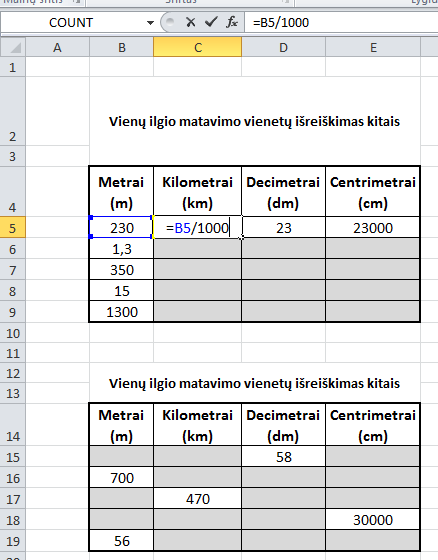 COUNT =B5/1000
A B C D E
1
2 Vienų ilgio matavimo vienetų išreiškimas kitais
3
4 Metrai (m) Kilometrai (km) Decimetrai (dm) Centrimetrai (cm)
5 230 =B5/1000 23 23000
6 1,3
7 350
8 15
9 1300
10
11
12
13 Vienų ilgio matavimo vienetų išreiškimas kitais
14 Metrai (m) Kilometrai (km) Decimetrai (dm) Centrimetrai (cm)
15 58
16 700
17 470
18 30000
19 56